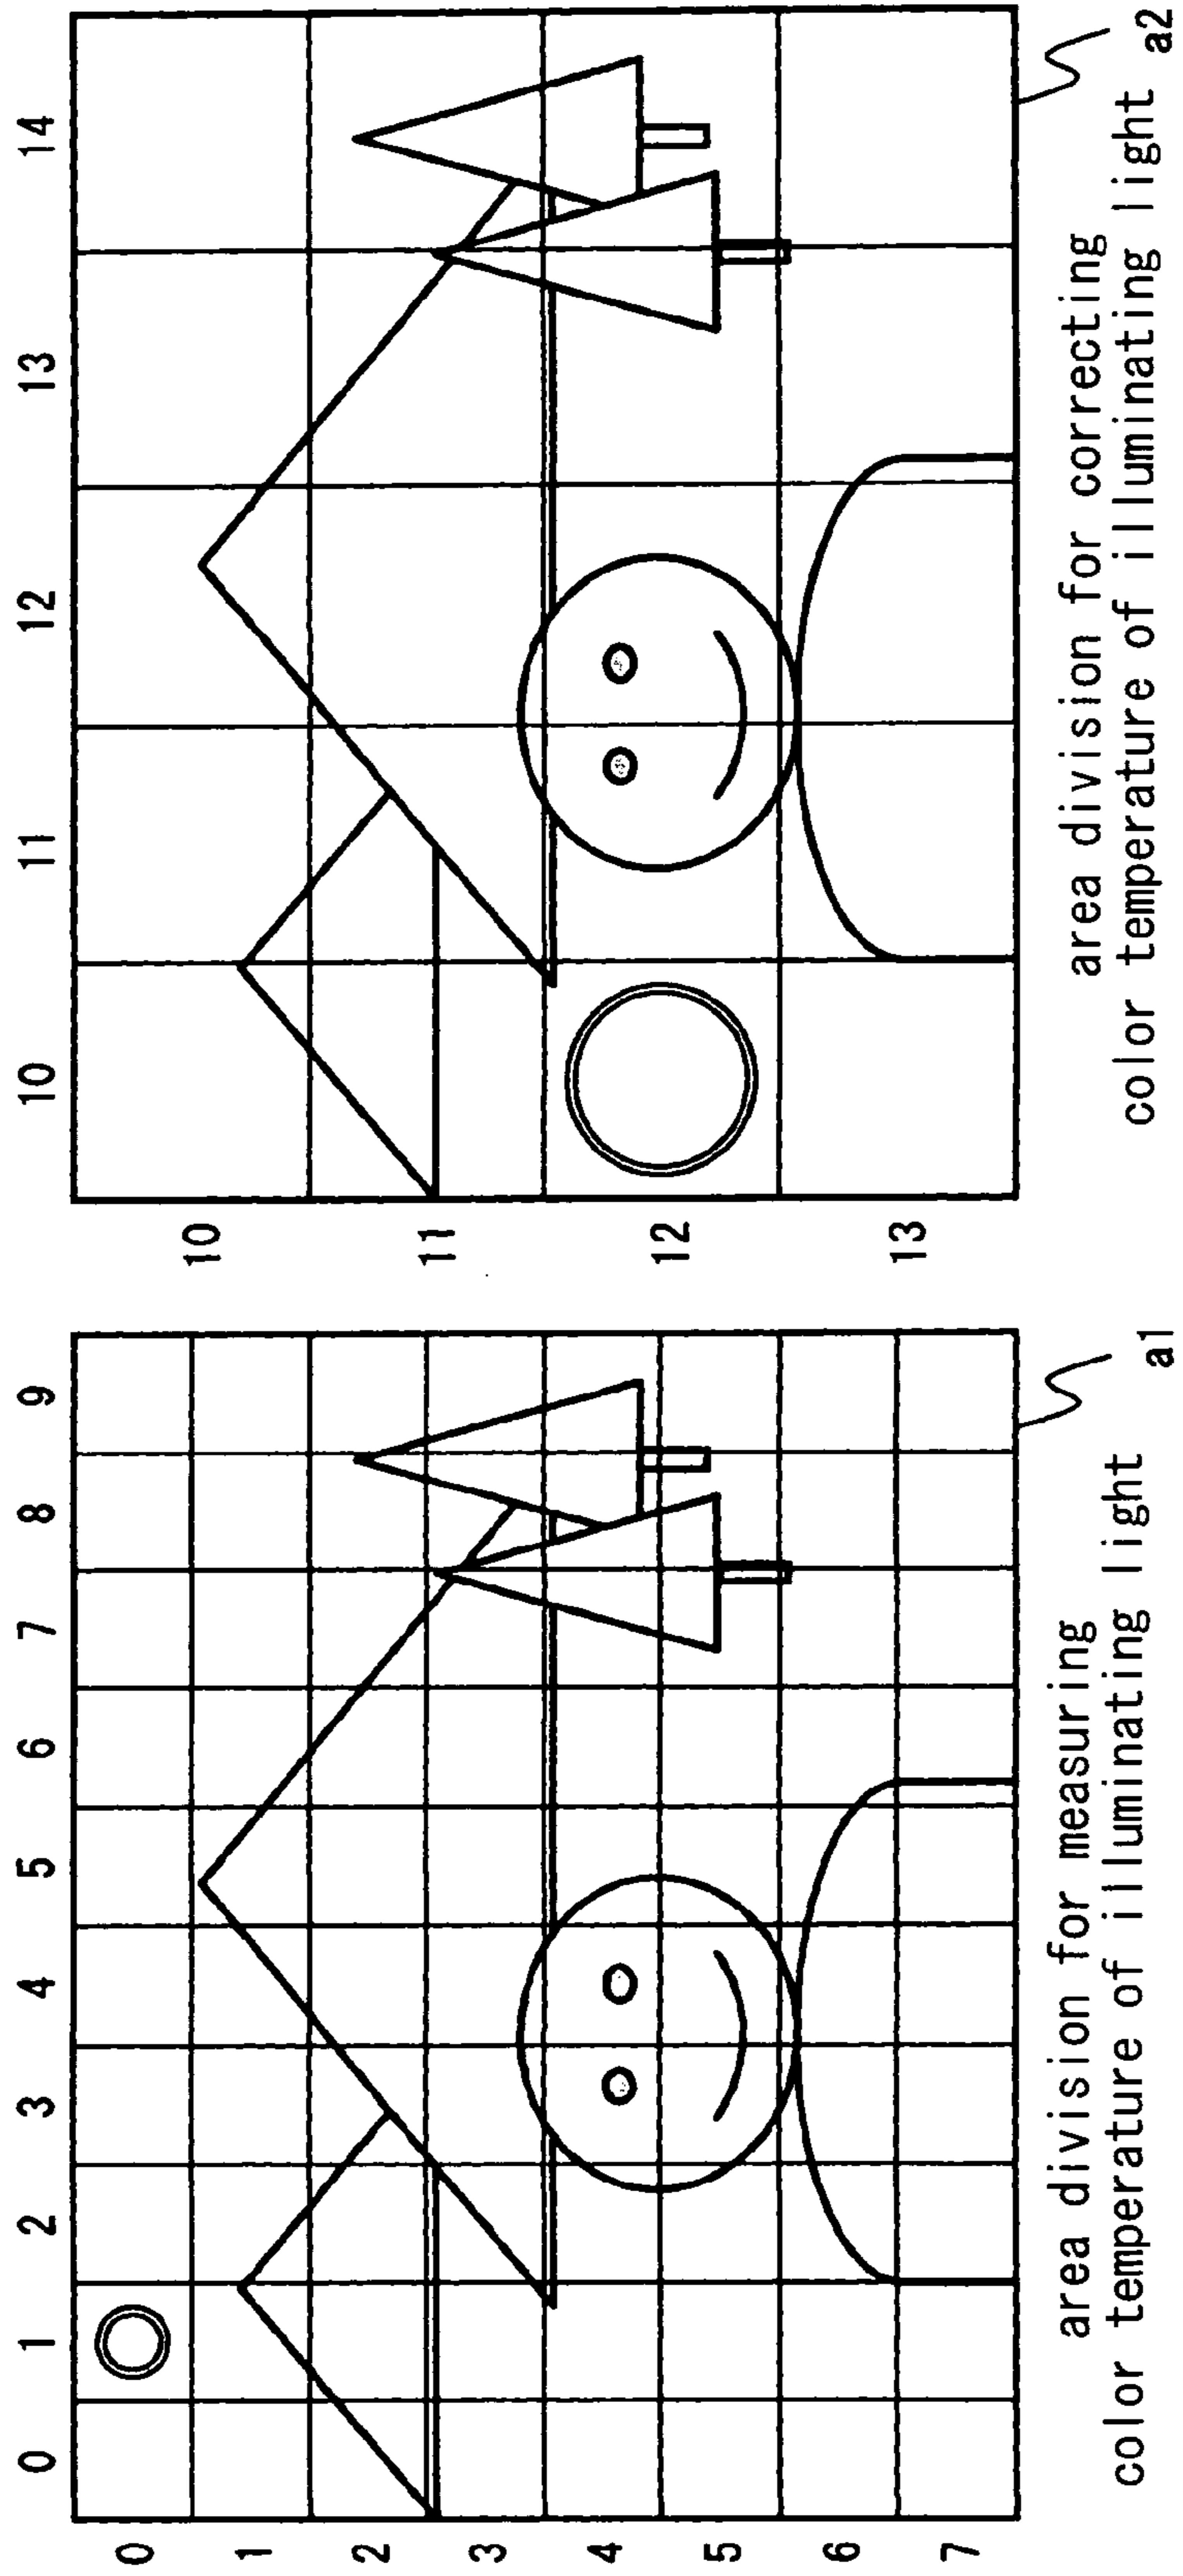 0 1 2 3 4 5 6 7 8 9
0
1
2
3
4
5
6
7
a1
area division for measuring
color temperature of illuminating light
10 11 12 13 14
10
11
12
13
a2
area division for correcting
color temperature of illuminating light